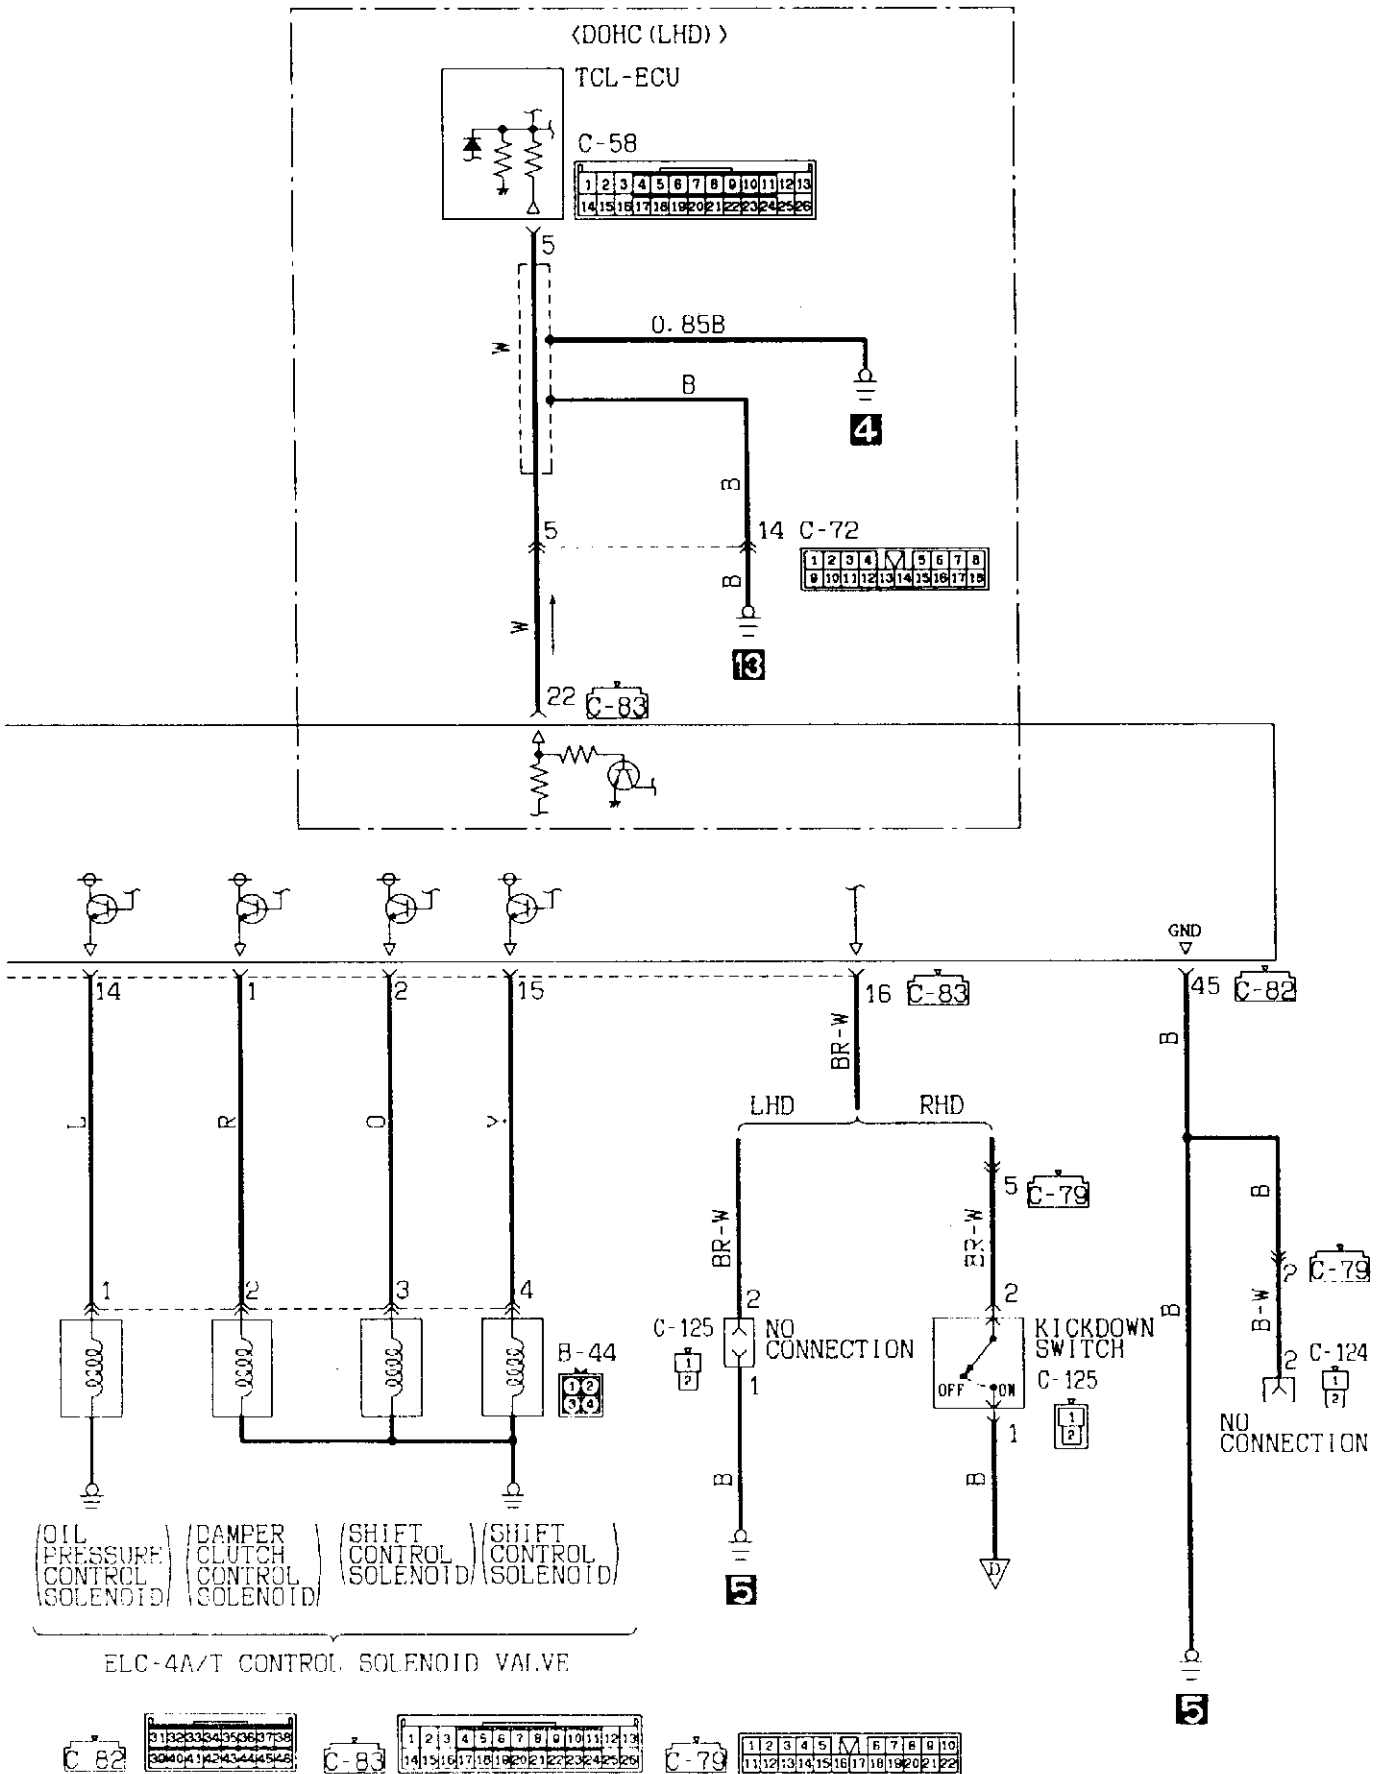 〈DOHC (LHD) 〉
TCL-ECU
C-58
1 2 3 4 5 6 7 8 9 10 11 12 13
14 15 16 17 18 19 20 21 22 23 24 25 26
5
0.85B
W
B
4
B
5
14 C-72
1 2 3 4 5 6 7 8
9 10 11 12 13 14 15 16 17 18
B
W
13
22 C-83
GND
14 1 2 15 16 C-83 45 C-82
BR-W B
LHD RHD
L R O Y
5 C-79
BR-W BR-W B
2 C-79
B
B-W
1 2 3 4 2 2
C-125 NO
CONNECTION
1
2
1
KICKDOWN
SWITCH
OFF ON
C-125
1
2
1
2 C-124
1
2
NO
CONNECTION
B-44
1 2
3 4
B B
D
5
OIL
PRESSURE
CONTROL
SOLENOID
DAMPER
CLUTCH
CONTROL
SOLENOID
SHIFT
CONTROL
SOLENOID
SHIFT
CONTROL
SOLENOID
ELC-4A/T CONTROL SOLENOID VALVE
5
C 82
31 32 33 34 35 36 37 38
39 40 41 42 43 44 45 46
C-83
1 2 3 4 5 6 7 8 9 10 11 12 13
14 15 16 17 18 19 20 21 22 23 24 25 26
C-79
1 2 3 4 5 6 7 8 9 10
11 12 13 14 15 16 17 18 19 20 21 22